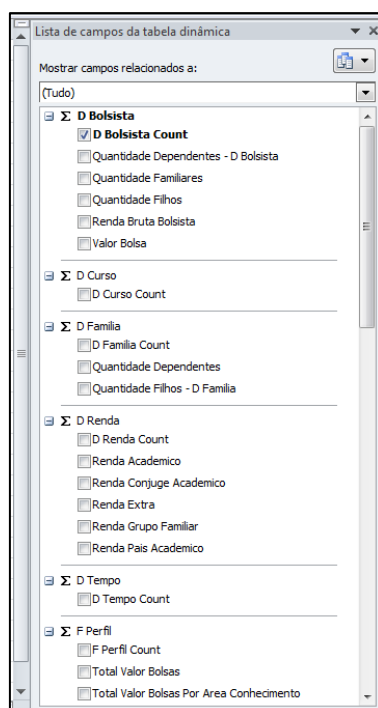 Lista de campos da tabela dinâmica
Mostrar campos relacionados a:
(Tudo)
Σ D Bolsista
D Bolsista Count
Quantidade Dependentes - D Bolsista
Quantidade Familiares
Quantidade Filhos
Renda Bruta Bolsista
Valor Bolsa
Σ D Curso
D Curso Count
Σ D Familia
D Familia Count
Quantidade Dependentes
Quantidade Filhos - D Familia
Σ D Renda
D Renda Count
Renda Academico
Renda Conjuge Academico
Renda Extra
Renda Grupo Familiar
Renda Pais Academico
Σ D Tempo
D Tempo Count
Σ F Perfil
F Perfil Count
Total Valor Bolsas
Total Valor Bolsas Por Area Conhecimento